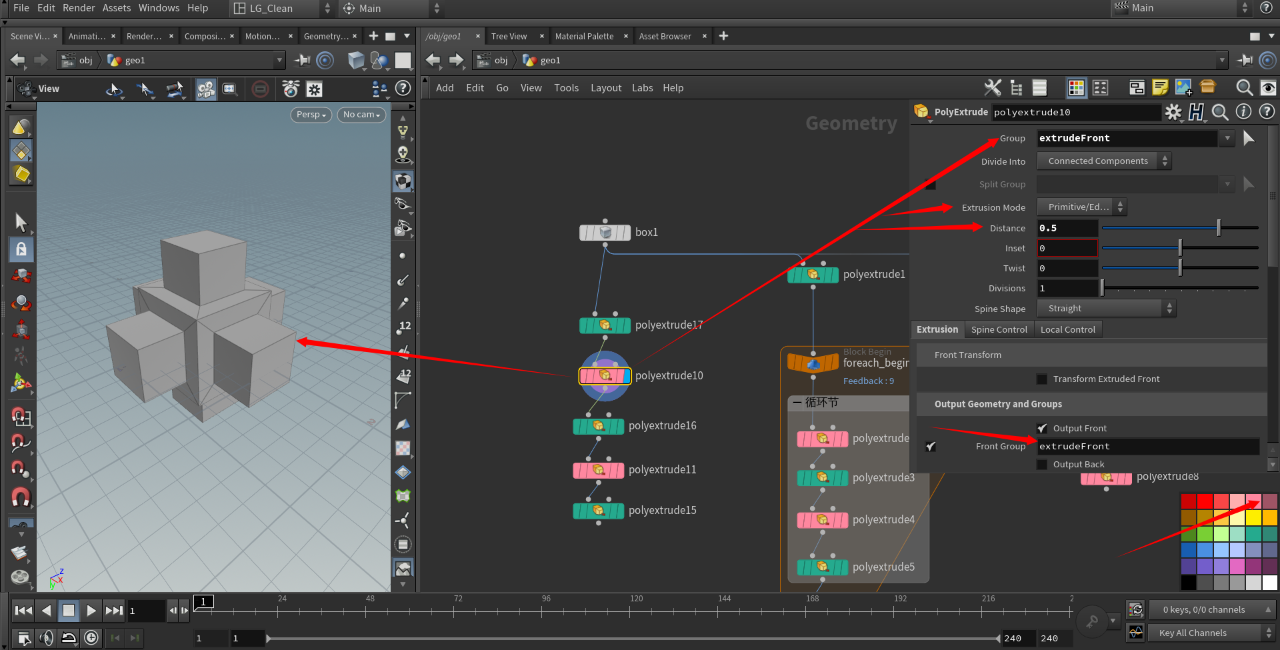 File Edit Render Assets Windows Help LG_Clean Main Main
Scene Vi... Animati... Render... Composi... Motion... Geometry... /obj/geo1 Tree View Material Palette Asset Browser
obj geo1 obj geo1
View Add Edit Go View Tools Layout Labs Help
Persp No cam
Geometry
PolyExtrude polyextrude10
Group extrudeFront
Divide Into Connected Components
Split Group
Extrusion Mode Primitive/Ed...
Distance 0.5
Inset 0
Twist 0
Divisions 1
Spine Shape Straight
Extrusion Spine Control Local Control
Front Transform
Transform Extruded Front
Output Geometry and Groups
Output Front
Front Group extrudeFront
Output Back
box1
polyextrude1
polyextrude17
polyextrude10
polyextrude16
polyextrude11
polyextrude15
Block Begin
foreach_begin
Feedback : 9
循环节
polyextrude
polyextrude3
polyextrude4
polyextrude5
polyextrude8
12
12
1 1 24 48 72 96 120 144 168 192 216 2
0 keys, 0/0 channels
1 1 240 240 Key All Channels